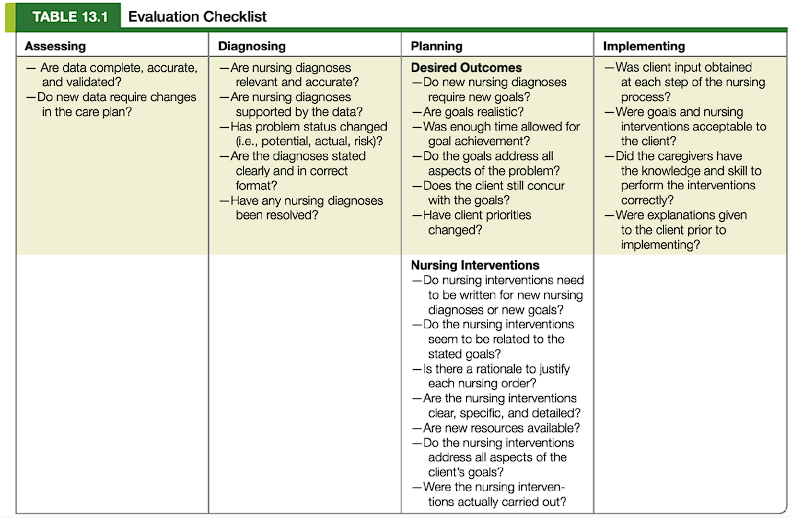 TABLE 13.1 Evaluation Checklist
Assessing
— Are data complete, accurate,
and validated?
—Do new data require changes
in the care plan?
Diagnosing
—Are nursing diagnoses
relevant and accurate?
—Are nursing diagnoses
supported by the data?
—Has problem status changed
(i.e., potential, actual, risk)?
—Are the diagnoses stated
clearly and in correct
format?
—Have any nursing diagnoses
been resolved?
Planning
Desired Outcomes
—Do new nursing diagnoses
require new goals?
—Are goals realistic?
—Was enough time allowed for
goal achievement?
—Do the goals address all
aspects of the problem?
—Does the client still concur
with the goals?
—Have client priorities
changed?
Nursing Interventions
—Do nursing interventions need
to be written for new nursing
diagnoses or new goals?
—Do the nursing interventions
seem to be related to the
stated goals?
—Is there a rationale to justify
each nursing order?
—Are the nursing interventions
clear, specific, and detailed?
—Are new resources available?
—Do the nursing interventions
address all aspects of the
client's goals?
—Were the nursing interven-
tions actually carried out?
Implementing
—Was client input obtained
at each step of the nursing
process?
—Were goals and nursing
interventions acceptable to
the client?
—Did the caregivers have
the knowledge and skill to
perform the interventions
correctly?
—Were explanations given
to the client prior to
implementing?